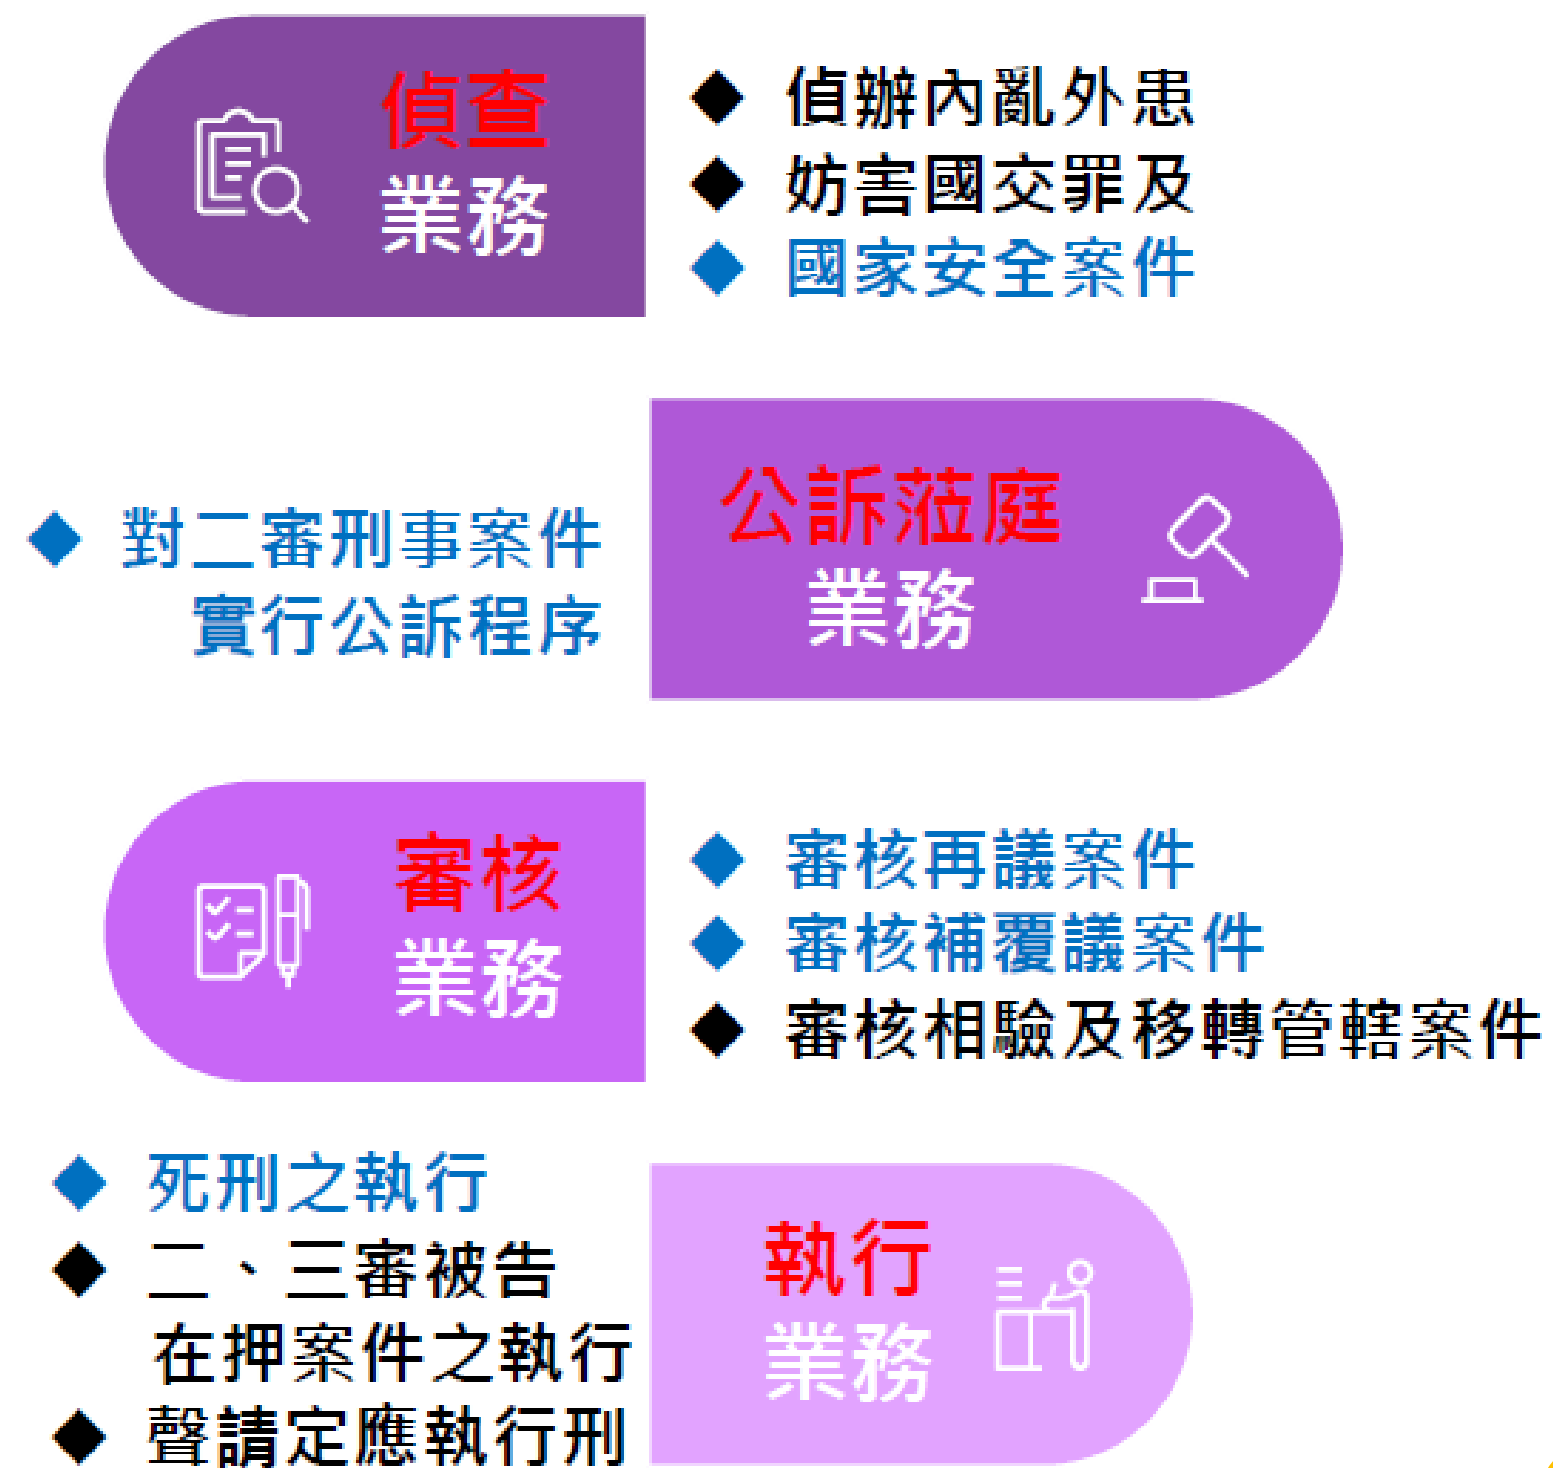 偵查
業務
◆ 偵辦內亂外患
◆ 妨害國交罪及
◆ 國家安全案件
公訴蒞庭
業務
◆ 對二審刑事案件
實行公訴程序
審核
業務
◆ 審核再議案件
◆ 審核補覆議案件
◆ 審核相驗及移轉管轄案件
執行
業務
◆ 死刑之執行
◆ 二、三審被告
在押案件之執行
◆ 聲請定應執行刑